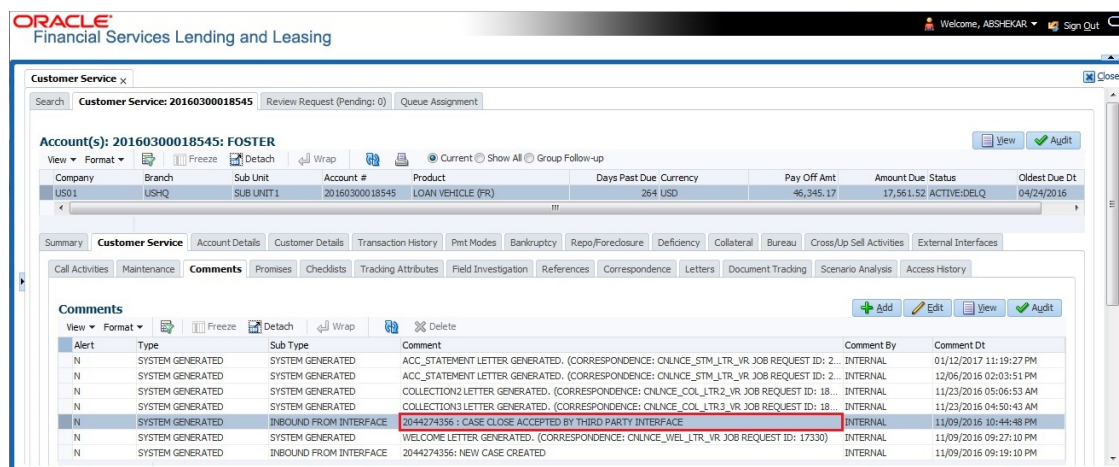 ORACLE
Financial Services Lending and Leasing
Welcome, ABSHEKAR Sign Out
Customer Service x
Close
Search Customer Service: 20160300018545 Review Request (Pending: 0) Queue Assignment
Account(s): 20160300018545: FOSTER
View Audit
View Format Freeze Detach Wrap Current Show All Group Follow-up
Company Branch Sub Unit Account # Product Days Past Due Currency Pay Off Amt Amount Due Status Oldest Due Dt
US01 USHQ SUB UNIT1 20160300018545 LOAN VEHICLE (FR) 264 USD 46,345.17 17,561.52 ACTIVE:DELQ 04/24/2016
Summary Customer Service Account Details Customer Details Transaction History Pmt Modes Bankruptcy Repo/Foreclosure Deficiency Collateral Bureau Cross/Up Sell Activities External Interfaces
Call Activities Maintenance Comments Promises Checklists Tracking Attributes Field Investigation References Correspondence Letters Document Tracking Scenario Analysis Access History
Comments
Add Edit View Audit
View Format Freeze Detach Wrap Delete
Alert Type Sub Type Comment Comment By Comment Dt
N SYSTEM GENERATED SYSTEM GENERATED ACC_STATEMENT LETTER GENERATED. (CORRESPONDENCE: CNLNCE_STM_LTR_VR JOB REQUEST ID: 2... INTERNAL 01/12/2017 11:19:27 PM
N SYSTEM GENERATED SYSTEM GENERATED ACC_STATEMENT LETTER GENERATED. (CORRESPONDENCE: CNLNCE_STM_LTR_VR JOB REQUEST ID: 2... INTERNAL 12/06/2016 02:03:51 PM
N SYSTEM GENERATED SYSTEM GENERATED COLLECTION2 LETTER GENERATED. (CORRESPONDENCE: CNLNCE_COL_LTR2_VR JOB REQUEST ID: 18... INTERNAL 11/23/2016 05:06:53 AM
N SYSTEM GENERATED SYSTEM GENERATED COLLECTION3 LETTER GENERATED. (CORRESPONDENCE: CNLNCE_COL_LTR3_VR JOB REQUEST ID: 18... INTERNAL 11/23/2016 04:50:43 AM
N SYSTEM GENERATED INBOUND FROM INTERFACE 2044274356 : CASE CLOSE ACCEPTED BY THIRD PARTY INTERFACE INTERNAL 11/09/2016 10:44:48 PM
N SYSTEM GENERATED SYSTEM GENERATED WELCOME LETTER GENERATED. (CORRESPONDENCE: CNLNCE_WEL_LTR_VR JOB REQUEST ID: 17330) INTERNAL 11/09/2016 09:27:10 PM
N SYSTEM GENERATED INBOUND FROM INTERFACE 2044274356: NEW CASE CREATED INTERNAL 11/09/2016 09:19:10 PM